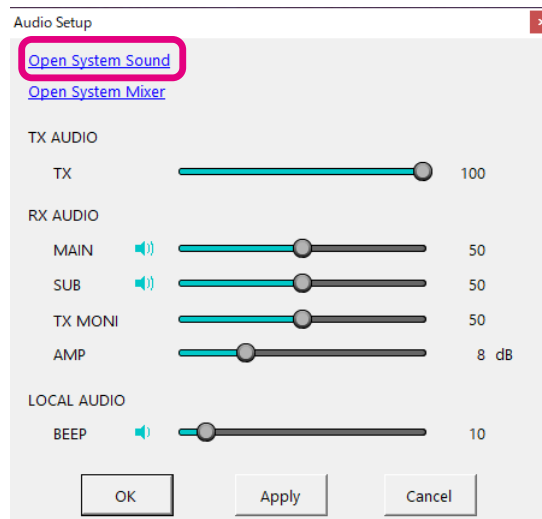 Audio Setup
Open System Sound
Open System Mixer
TX AUDIO
TX 100
RX AUDIO
MAIN 50
SUB 50
TX MONI 50
AMP 8 dB
LOCAL AUDIO
BEEP 10
OK Apply Cancel